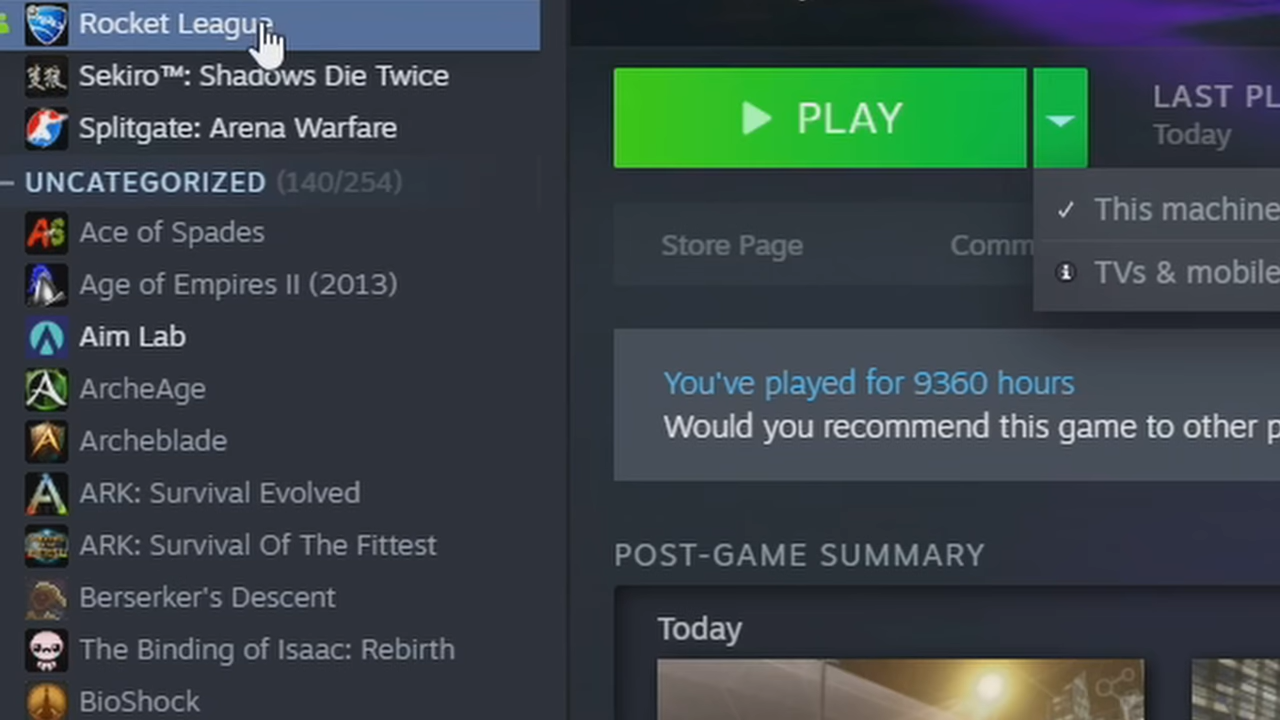 Rocket League
Sekiro™: Shadows Die Twice
Splitgate: Arena Warfare
UNCATEGORIZED (140/254)
Ace of Spades
Age of Empires II (2013)
Aim Lab
ArcheAge
Archeblade
ARK: Survival Evolved
ARK: Survival Of The Fittest
Berserker's Descent
The Binding of Isaac: Rebirth
BioShock
PLAY
LAST PL
Today
This machine
TVs & mobile
Store Page
Comm
You've played for 9360 hours
Would you recommend this game to other p
POST-GAME SUMMARY
Today